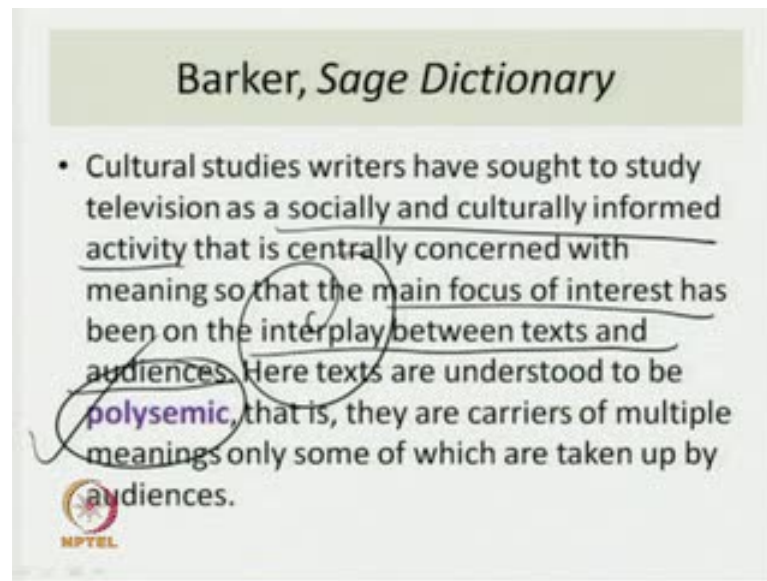 Barker, Sage Dictionary
• Cultural studies writers have sought to study
television as a socially and culturally informed
activity that is centrally concerned with
meaning so that the main focus of interest has
been on the interplay between texts and
audiences. Here texts are understood to be
polysemic, that is, they are carriers of multiple
meanings only some of which are taken up by
audiences.
NPTEL